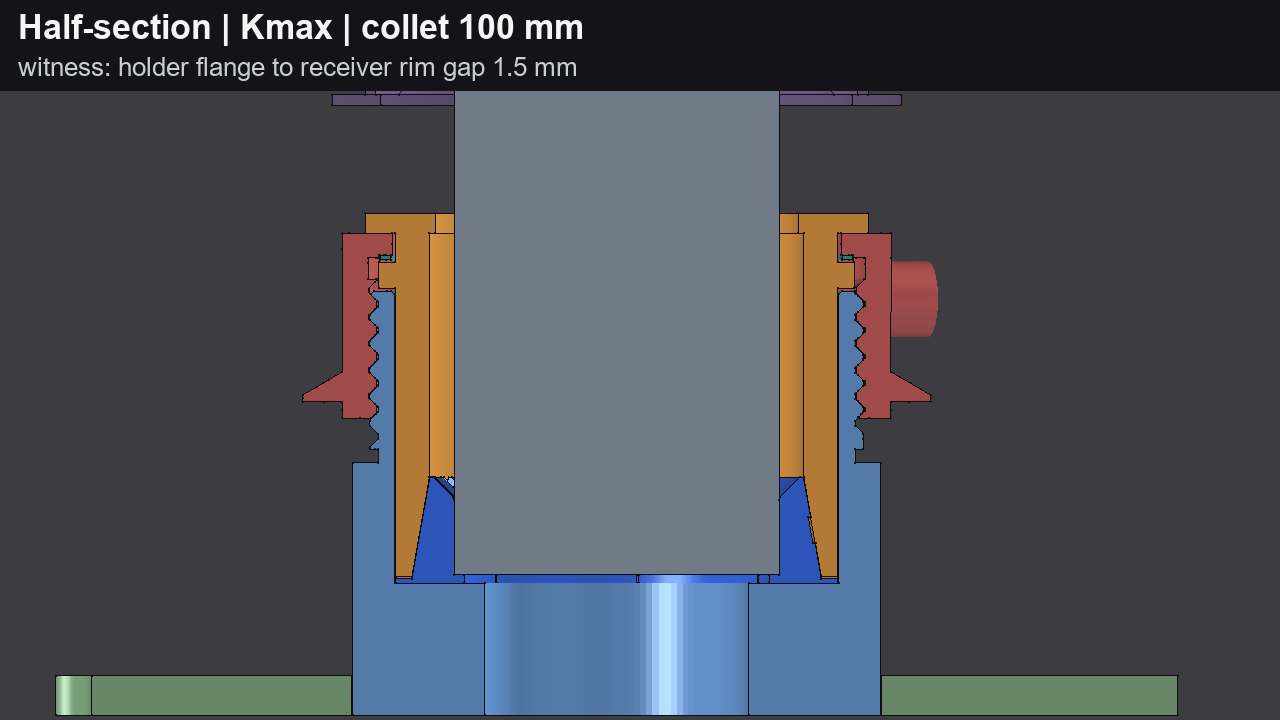 Half-section | Kmax | collet 100 mm
witness: holder flange to receiver rim gap 1.5 mm